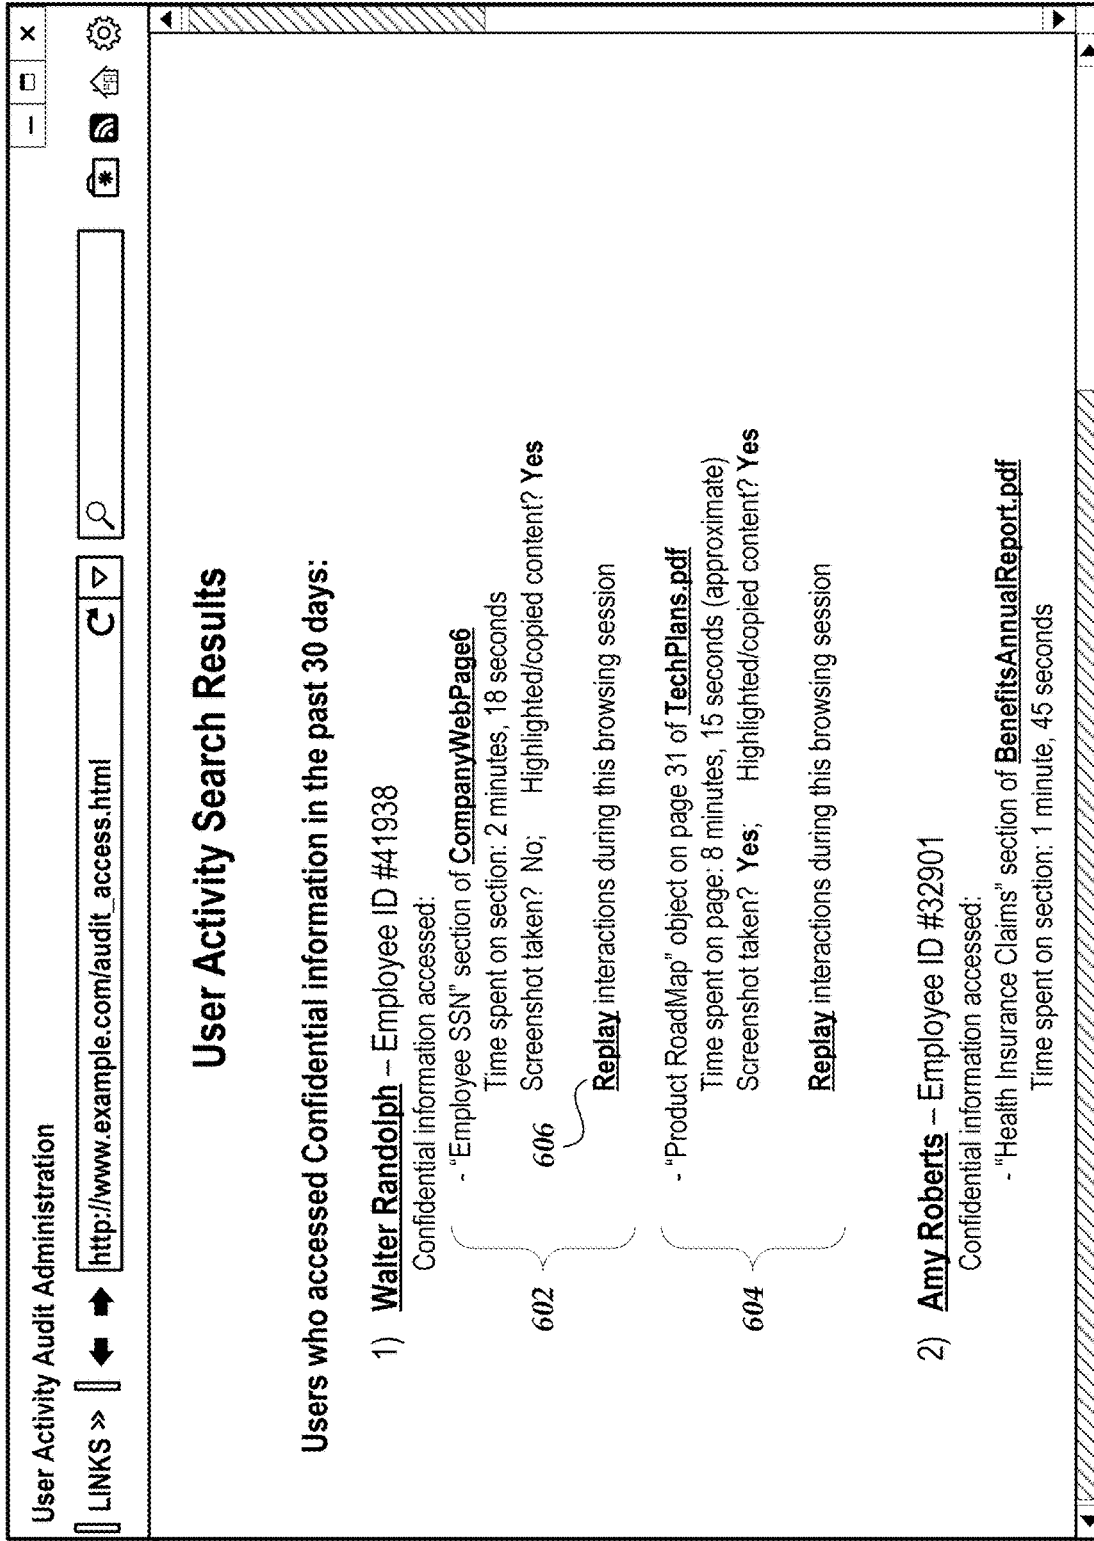 User Activity Audit Administration
LINKS >> http://www.example.com/audit_access.html
User Activity Search Results
Users who accessed Confidential information in the past 30 days:
1) Walter Randolph – Employee ID #41938
Confidential information accessed:
- “Employee SSN” section of CompanyWebPage6
Time spent on section: 2 minutes, 18 seconds
Screenshot taken? No; Highlighted/copied content? Yes
606
602
Replay interactions during this browsing session
- “Product RoadMap” object on page 31 of TechPlans.pdf
Time spent on page: 8 minutes, 15 seconds (approximate)
Screenshot taken? Yes; Highlighted/copied content? Yes
604
Replay interactions during this browsing session
2) Amy Roberts – Employee ID #32901
Confidential information accessed:
- “Health Insurance Claims” section of BenefitsAnnualReport.pdf
Time spent on section: 1 minute, 45 seconds